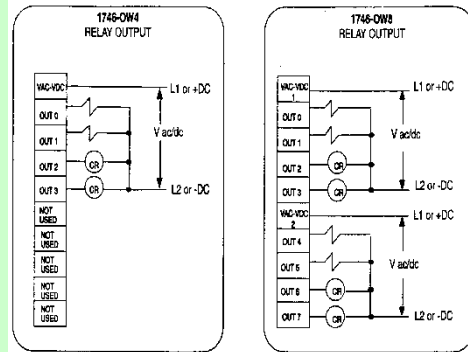 1746-OW4
RELAY OUTPUT
VAC-VDC
L1 or +DC
OUT 0
OUT 1
V ac/dc
OUT 2
CR
OUT 3
CR
L2 or -DC
NOT
USED
NOT
USED
NOT
USED
NOT
USED
NOT
USED
1746-OW8
RELAY OUTPUT
VAC-VDC
1
L1 or +DC
OUT 0
OUT 1
V ac/dc
OUT 2
CR
OUT 3
CR
L2 or -DC
VAC-VDC
2
L1 or +DC
OUT 4
OUT 5
V ac/dc
OUT 6
CR
OUT 7
CR
L2 or -DC